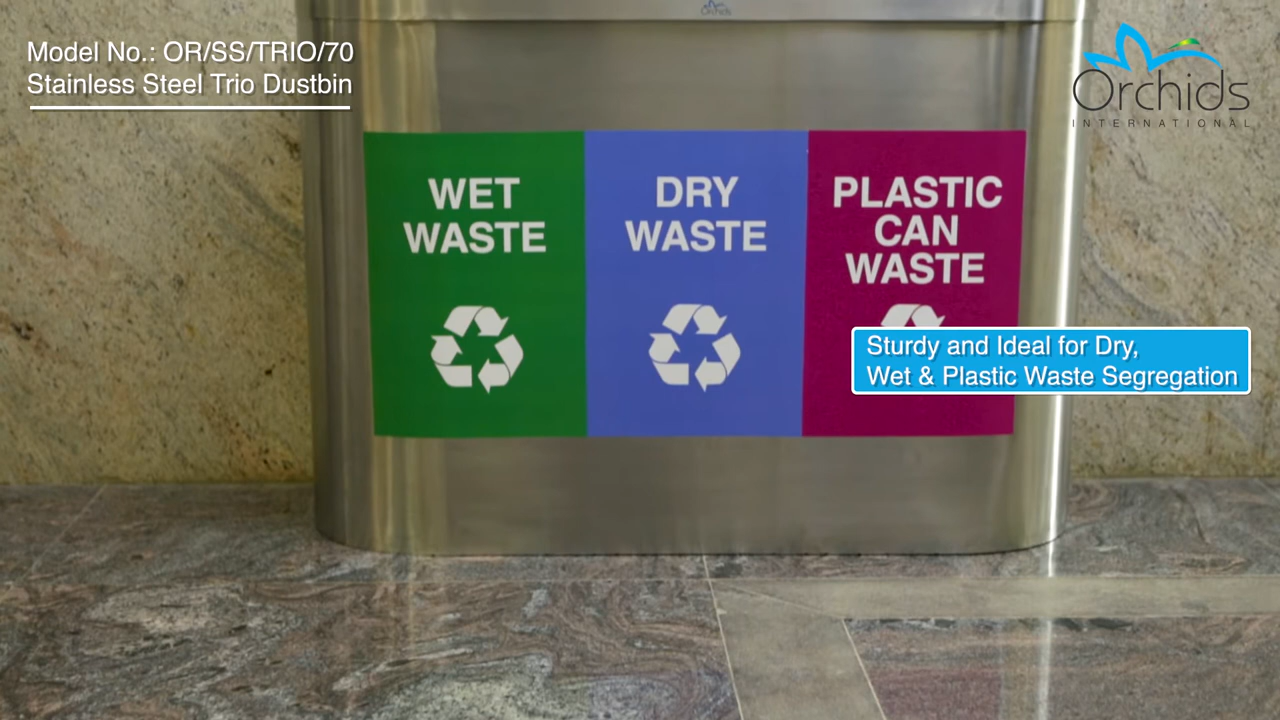 Orchids
Model No.: OR/SS/TRIO/70
Stainless Steel Trio Dustbin
Orchids
INTERNATIONAL
WET
WASTE
DRY
WASTE
PLASTIC
CAN
WASTE
Sturdy and Ideal for Dry,
Wet & Plastic Waste Segregation